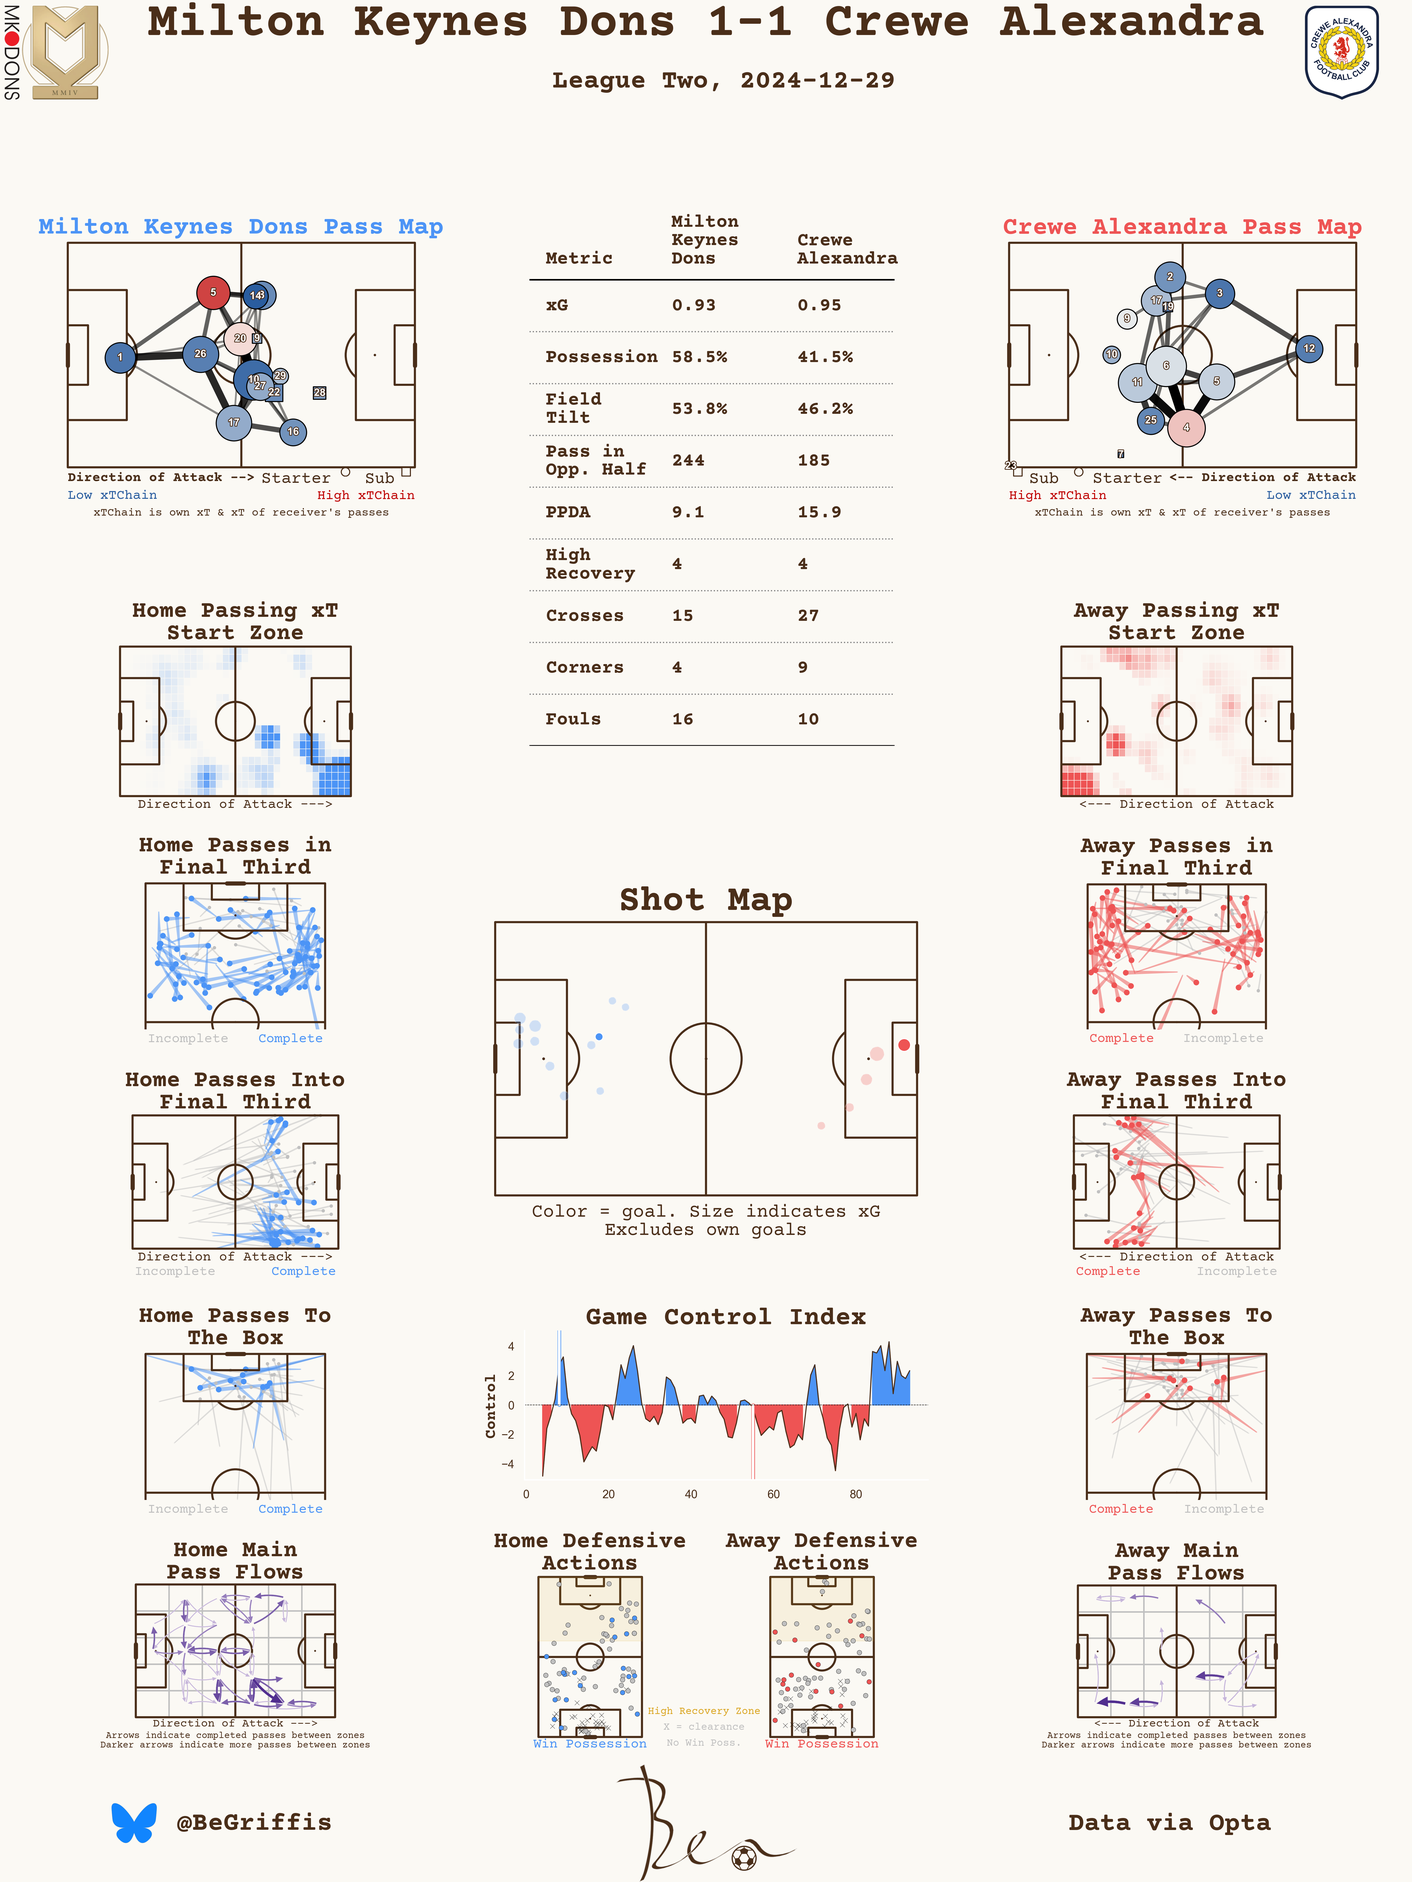 Milton Keynes Dons 1-1 Crewe Alexandra
League Two, 2024-12-29
MK DONS
MMIV
CREWE ALEXANDRA
FOOTBALL CLUB
Milton Keynes Dons Pass Map
5
14
20
9
1
26
10
27
29
22
28
17
16
Direction of Attack --> Starter Sub
Low xTChain High xTChain
xTChain is own xT & xT of receiver's passes
Metric Milton Keynes Dons Crewe Alexandra
xG 0.93 0.95
Possession 58.5% 41.5%
Field Tilt 53.8% 46.2%
Pass in Opp. Half 244 185
PPDA 9.1 15.9
High Recovery 4 4
Crosses 15 27
Corners 4 9
Fouls 16 10
Crewe Alexandra Pass Map
2
17
19
3
9
10
12
6
11
5
25
4
7
23
Sub Starter <-- Direction of Attack
High xTChain Low xTChain
xTChain is own xT & xT of receiver's passes
Home Passing xT
Start Zone
Direction of Attack --->
Away Passing xT
Start Zone
<--- Direction of Attack
Home Passes in
Final Third
Incomplete Complete
Away Passes in
Final Third
Complete Incomplete
Shot Map
Color = goal. Size indicates xG
Excludes own goals
Home Passes Into
Final Third
Direction of Attack --->
Incomplete Complete
Away Passes Into
Final Third
<--- Direction of Attack
Complete Incomplete
Home Passes To
The Box
Incomplete Complete
Game Control Index
Control
4
2
0
−2
−4
0 20 40 60 80
Away Passes To
The Box
Complete Incomplete
Home Main
Pass Flows
Direction of Attack --->
Arrows indicate completed passes between zones
Darker arrows indicate more passes between zones
Home Defensive
Actions
Win Possession
Away Defensive
Actions
Win Possession
High Recovery Zone
X = clearance
No Win Poss.
Away Main
Pass Flows
<--- Direction of Attack
Arrows indicate completed passes between zones
Darker arrows indicate more passes between zones
@BeGriffis
Ben
Data via Opta